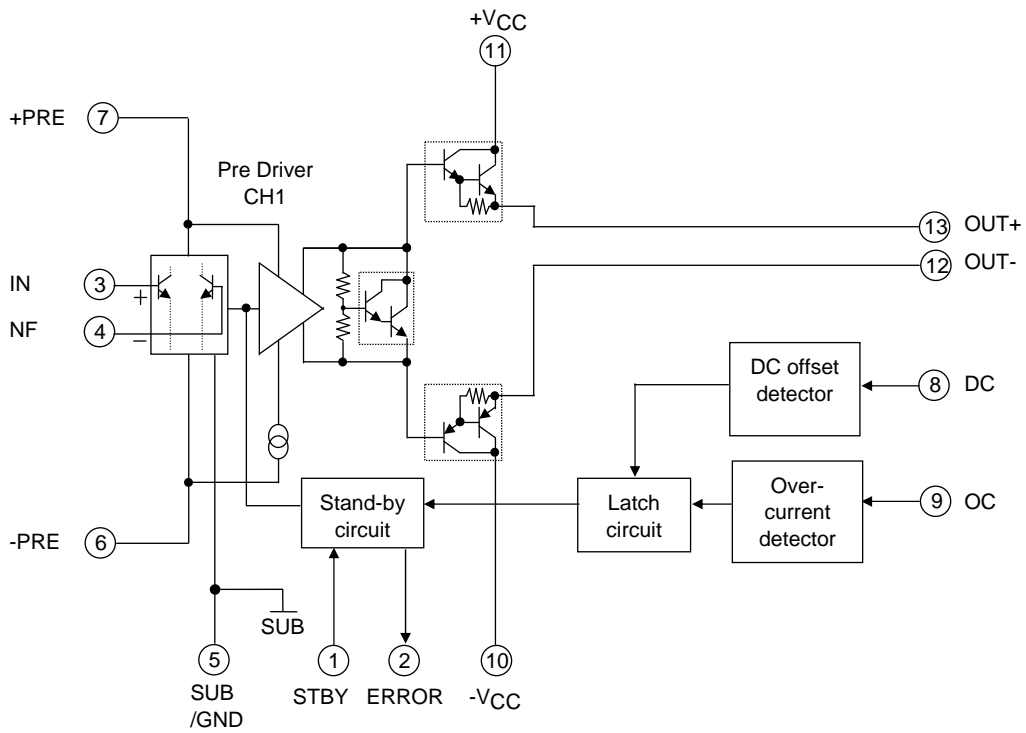 +VCC
11
+PRE
7
Pre Driver
CH1
13
OUT+
12
OUT-
IN
3
+
NF
4
−
DC offset
detector
8
DC
Stand-by
circuit
Latch
circuit
Over-
current
detector
9
OC
-PRE
6
SUB
5
1
2
10
SUB
/GND
STBY
ERROR
-VCC